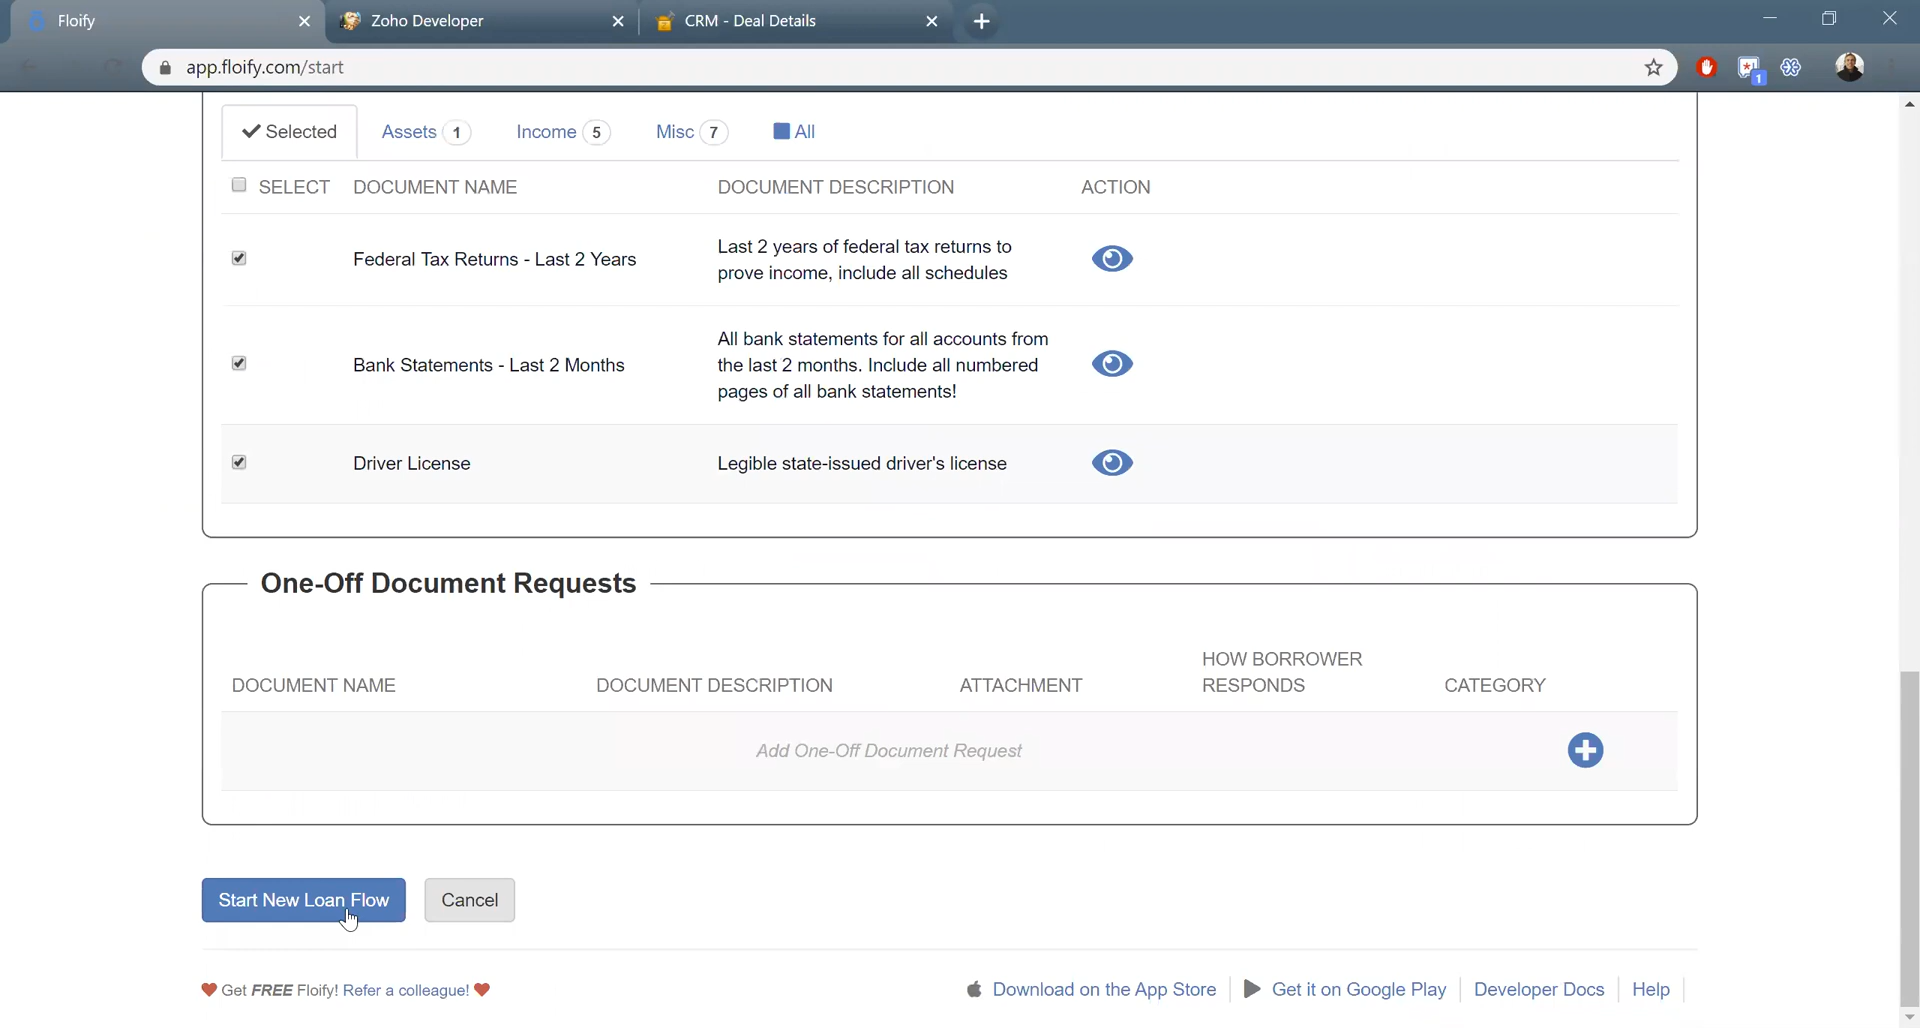 Floify
Zoho Developer
CRM - Deal Details
app.floify.com/start
1
Selected
Assets 1
Income 5
Misc 7
All
SELECT DOCUMENT NAME DOCUMENT DESCRIPTION ACTION
Federal Tax Returns - Last 2 Years
Last 2 years of federal tax returns to
prove income, include all schedules
Bank Statements - Last 2 Months
All bank statements for all accounts from
the last 2 months. Include all numbered
pages of all bank statements!
Driver License
Legible state-issued driver's license
One-Off Document Requests
DOCUMENT NAME
DOCUMENT DESCRIPTION
ATTACHMENT
HOW BORROWER
RESPONDS
CATEGORY
Add One-Off Document Request
Start New Loan Flow
Cancel
Get FREE Floify! Refer a colleague!
Download on the App Store
Get it on Google Play
Developer Docs
Help